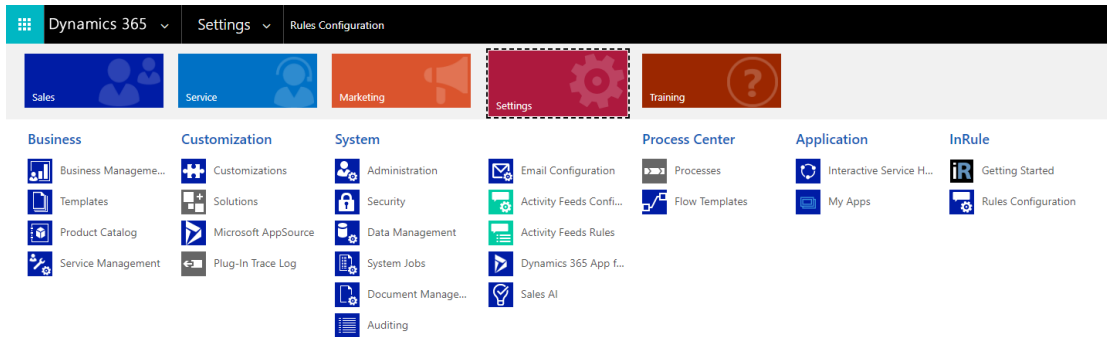 Dynamics 365 Settings Rules Configuration
Sales Service Marketing Settings Training
Business Customization System Process Center Application InRule
Business Manageme... Customizations Administration Email Configuration Processes Interactive Service H... Getting Started
Templates Solutions Security Activity Feeds Confi... Flow Templates My Apps Rules Configuration
Product Catalog Microsoft AppSource Data Management Activity Feeds Rules
Service Management Plug-In Trace Log System Jobs Dynamics 365 App f...
Document Manage... Sales AI
Auditing